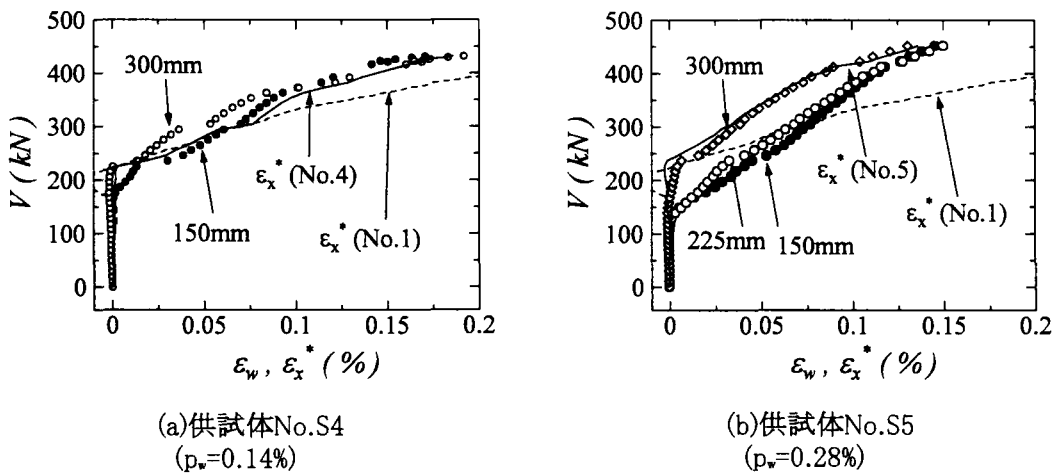 500
400
300
200
100
0
V (kN)
300mm
150mm
εx* (No.4)
εx* (No.1)
0
0.05
0.1
0.15
0.2
εw, εx* (%)
(a)供試体No.S4
(pw=0.14%)
500
400
300
200
100
0
V (kN)
300mm
225mm
150mm
εx* (No.5)
εx* (No.1)
0
0.05
0.1
0.15
0.2
εw, εx* (%)
(b)供試体No.S5
(pw=0.28%)